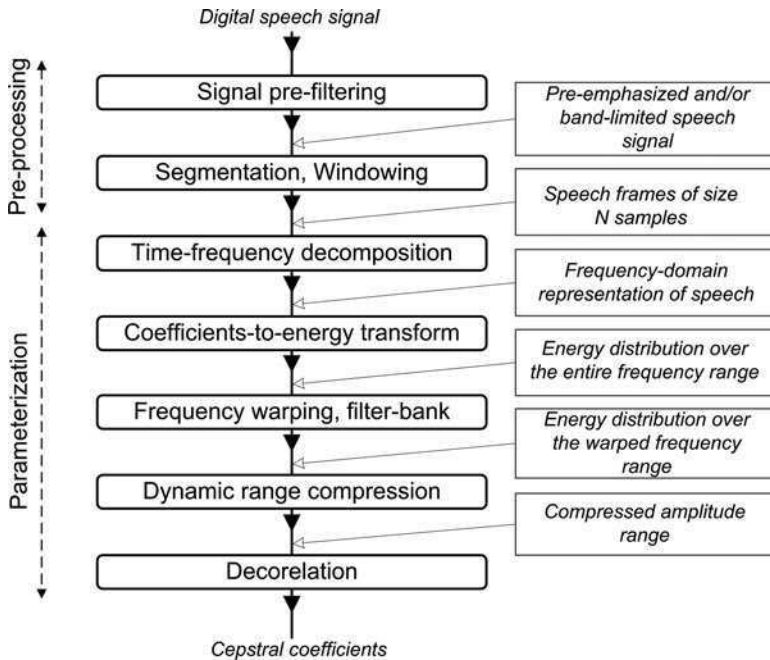 Digital speech signal
Pre-processing
Signal pre-filtering
Pre-emphasized and/or
band-limited speech
signal
Segmentation, Windowing
Speech frames of size
N samples
Parameterization
Time-frequency decomposition
Frequency-domain
representation of speech
Coefficients-to-energy transform
Energy distribution over
the entire frequency range
Frequency warping, filter-bank
Energy distribution over
the warped frequency
range
Dynamic range compression
Compressed amplitude
range
Decorelation
Cepstral coefficients